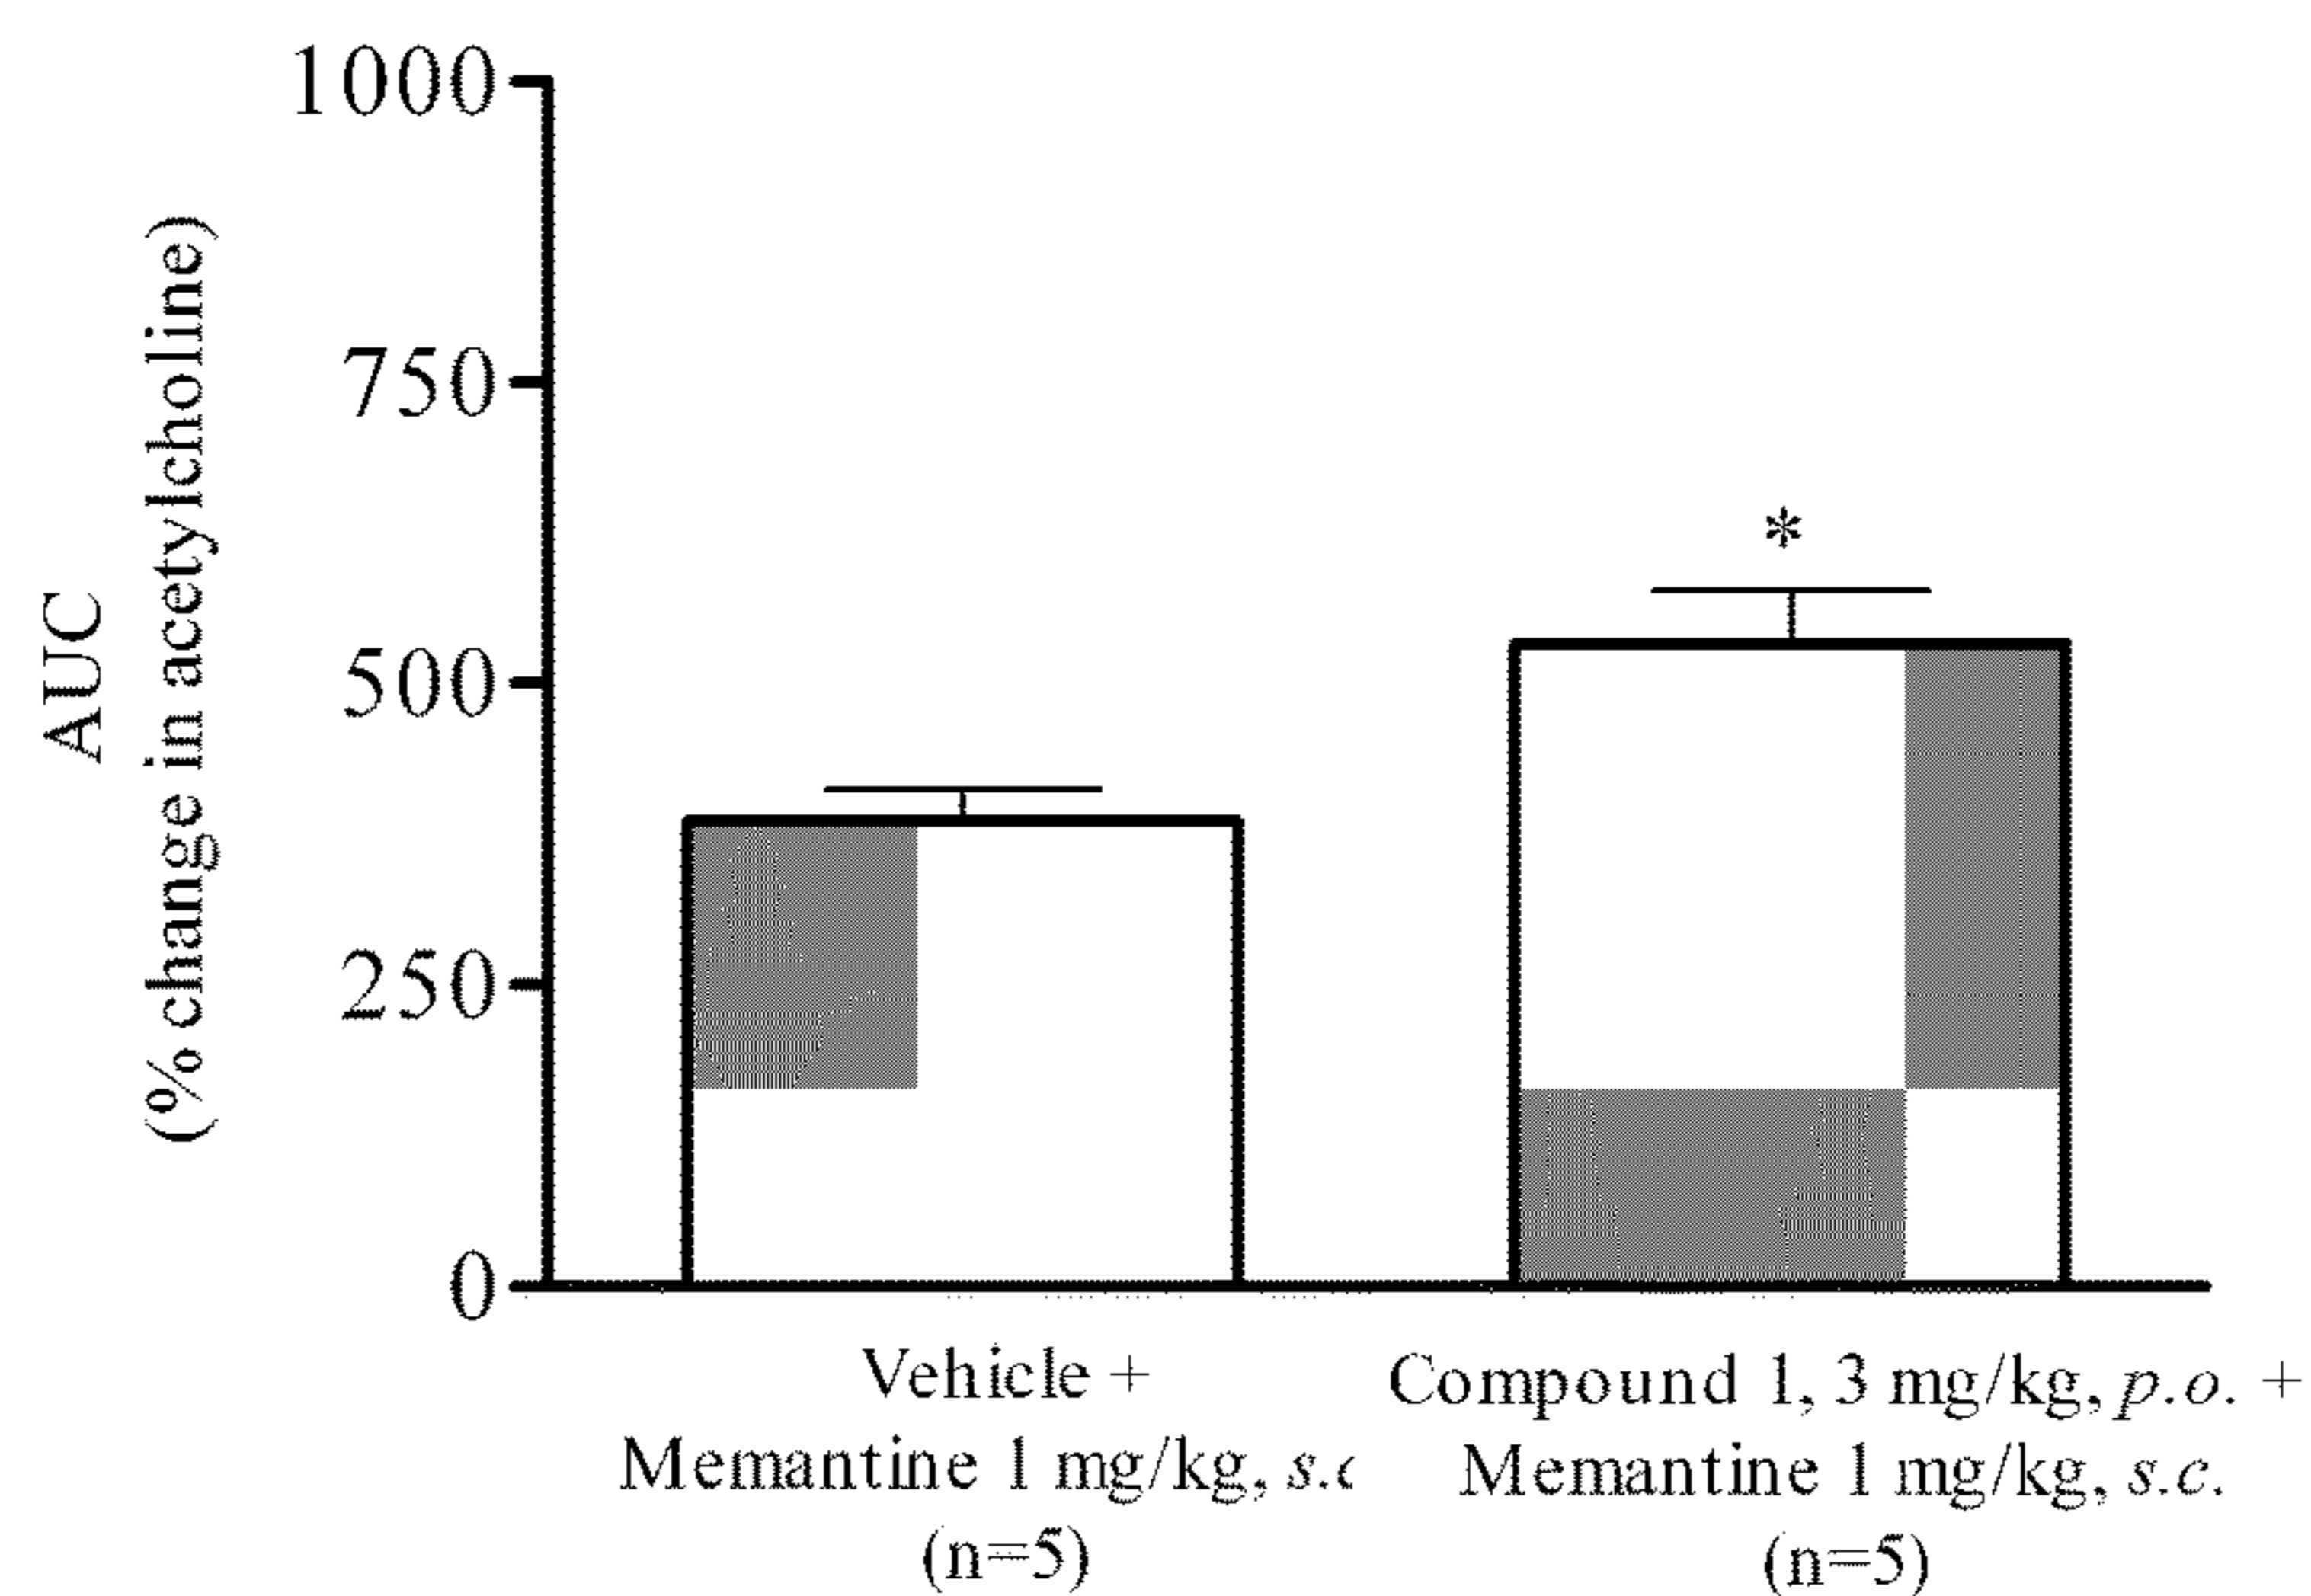 AUC
(% change in acetylcholine)
1000
750
500
250
0
*
Vehicle +
Memantine 1 mg/kg, s.c
(n=5)
Compound 1, 3 mg/kg, p.o. +
Memantine 1 mg/kg, s.c.
(n=5)